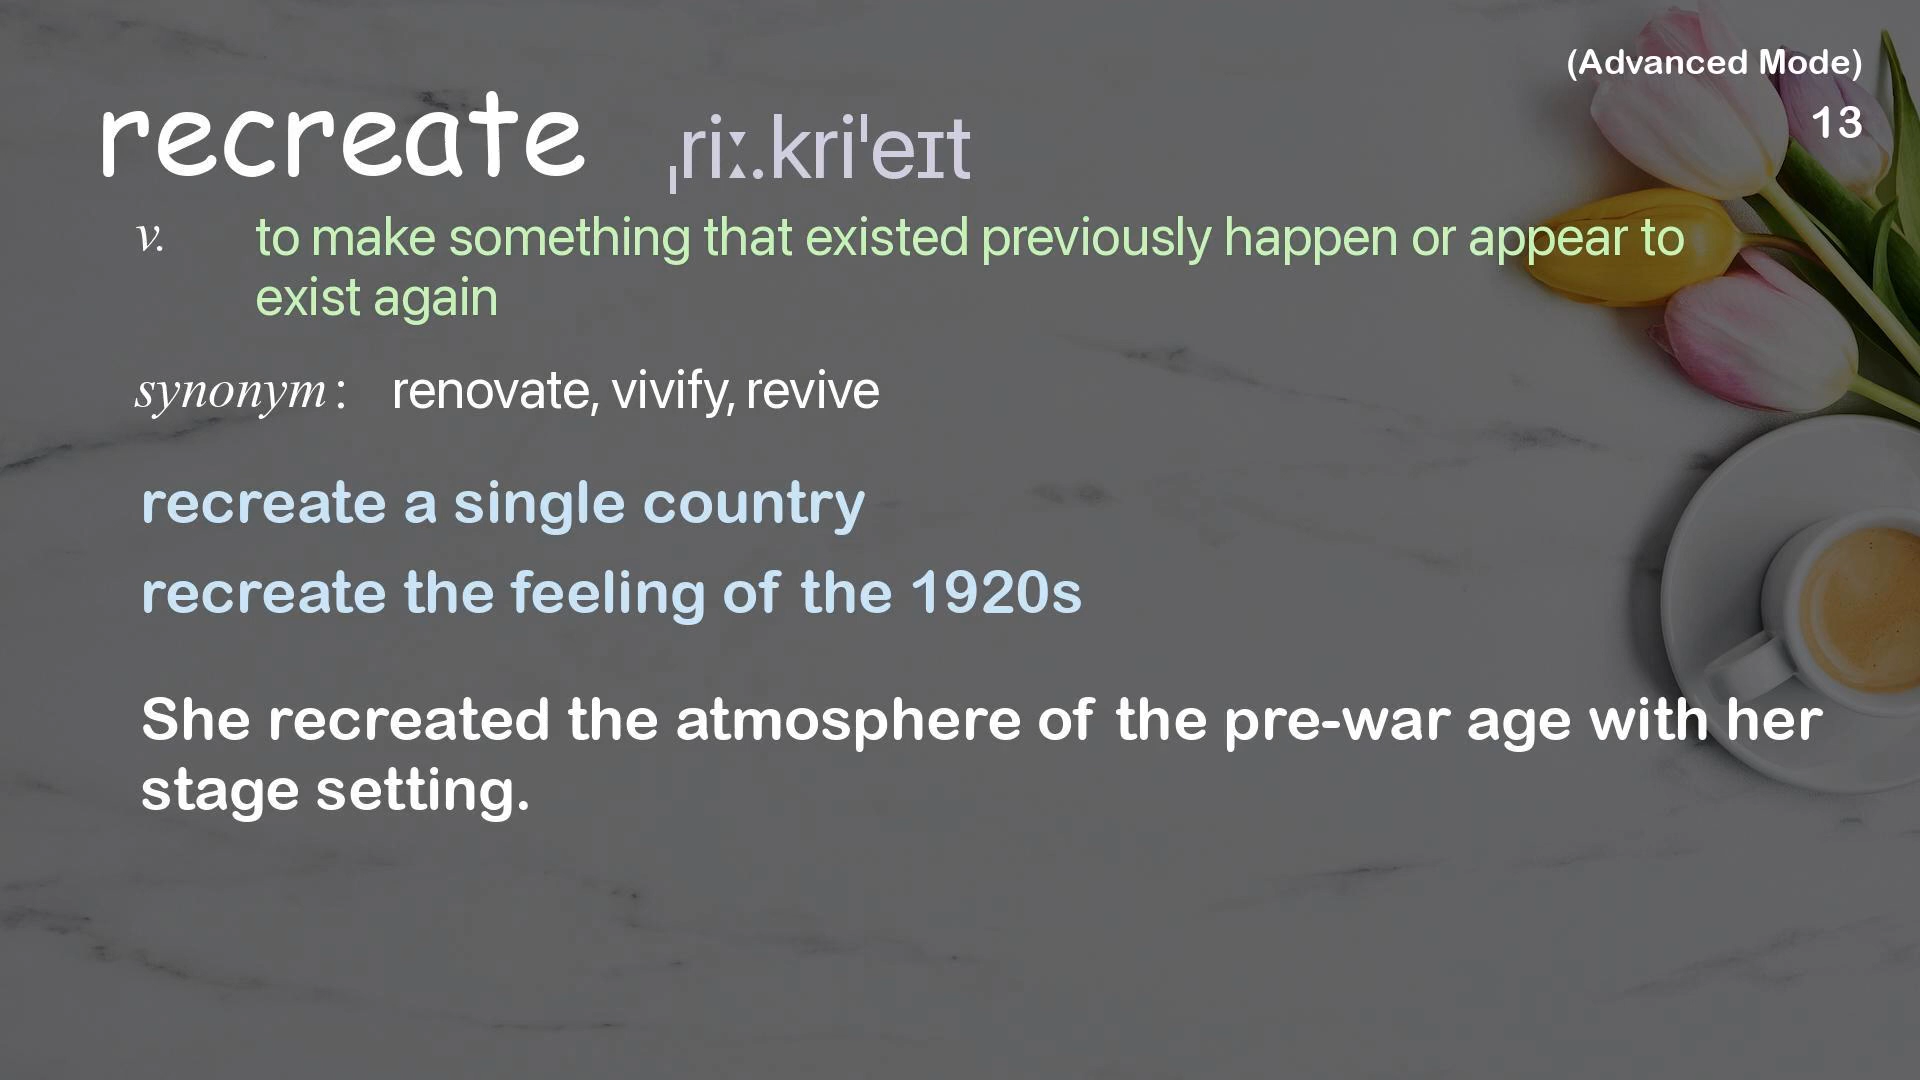 (Advanced Mode)
13
recreate ˌriː.kriˈeɪt
v. to make something that existed previously happen or appear to
exist again
synonym: renovate, vivify, revive
recreate a single country
recreate the feeling of the 1920s
She recreated the atmosphere of the pre-war age with her
stage setting.